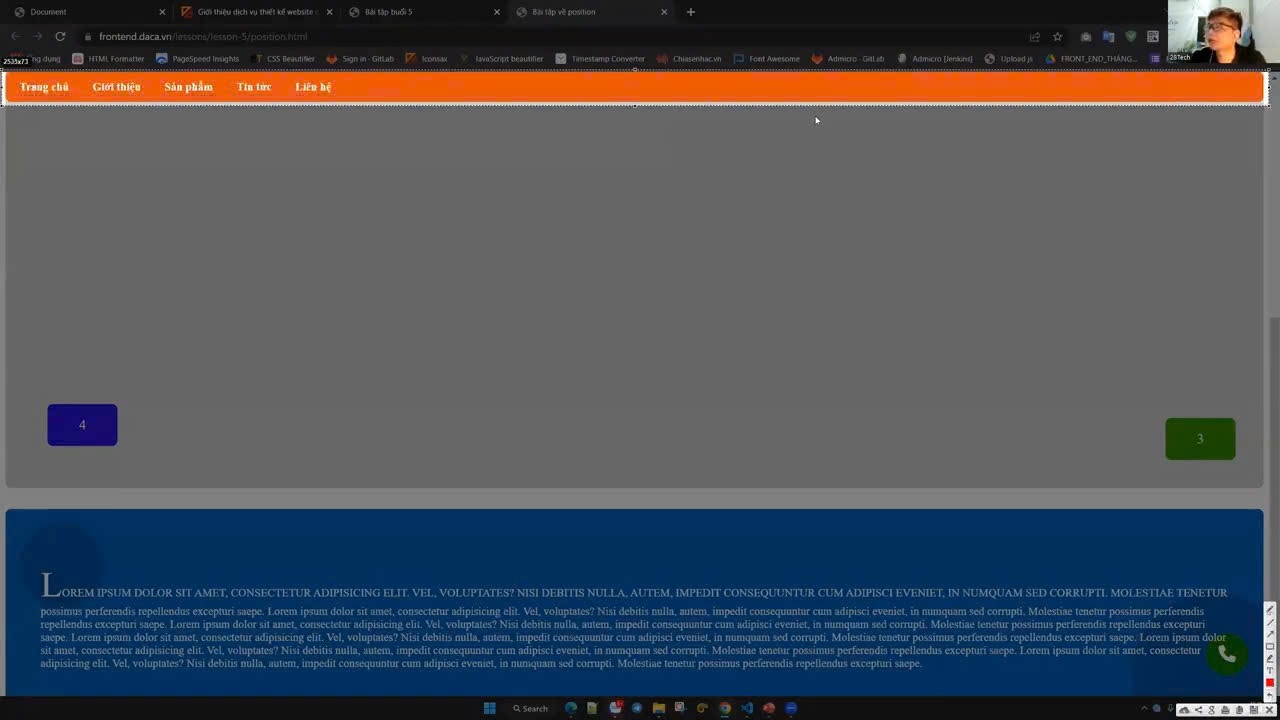 Document
Giới thiệu dịch vụ thiết kế website c
Bài tập buổi 5
Bài tập về position
frontend.daca.vn/lessons/lesson-5/position.html
2535x73
ứng dụng
HTML Formatter
PageSpeed Insights
CSS Beautifier
Sign in · GitLab
Iconsax
JavaScript beautifier
Timestamp Converter
Chiasenhac.vn
Font Awesome
Admicro · GitLab
Admicro [Jenkins]
Upload js
FRONT_END_THÁNG...
28Tech
Trang chủ
Giới thiệu
Sản phẩm
Tin tức
Liên hệ
4
3
LOREM IPSUM DOLOR SIT AMET, CONSECTETUR ADIPISICING ELIT. VEL, VOLUPTATES? NISI DEBITIS NULLA, AUTEM, IMPEDIT CONSEQUUNTUR CUM ADIPISCI EVENIET, IN NUMQUAM SED CORRUPTI. MOLESTIAE TENETUR
possimus perferendis repellendus excepturi saepe. Lorem ipsum dolor sit amet, consectetur adipisicing elit. Vel, voluptates? Nisi debitis nulla, autem, impedit consequuntur cum adipisci eveniet, in numquam sed corrupti. Molestiae tenetur possimus perferendis
repellendus excepturi saepe. Lorem ipsum dolor sit amet, consectetur adipisicing elit. Vel, voluptates? Nisi debitis nulla, autem, impedit consequuntur cum adipisci eveniet, in numquam sed corrupti. Molestiae tenetur possimus perferendis repellendus excepturi
saepe. Lorem ipsum dolor sit amet, consectetur adipisicing elit. Vel, voluptates? Nisi debitis nulla, autem, impedit consequuntur cum adipisci eveniet, in numquam sed corrupti. Molestiae tenetur possimus perferendis repellendus excepturi saepe. Lorem ipsum dolor
sit amet, consectetur adipisicing elit. Vel, voluptates? Nisi debitis nulla, autem, impedit consequuntur cum adipisci eveniet, in numquam sed corrupti. Molestiae tenetur possimus perferendis repellendus excepturi saepe. Lorem ipsum dolor sit amet, consectetur
adipisicing elit. Vel, voluptates? Nisi debitis nulla, autem, impedit consequuntur cum adipisci eveniet, in numquam sed corrupti. Molestiae tenetur possimus perferendis repellendus excepturi saepe.
Search